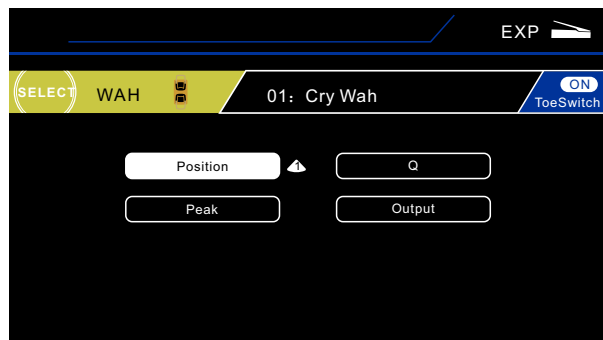 EXP
SELECT WAH 01: Cry Wah ON
ToeSwitch
Position 1 Q
Peak Output